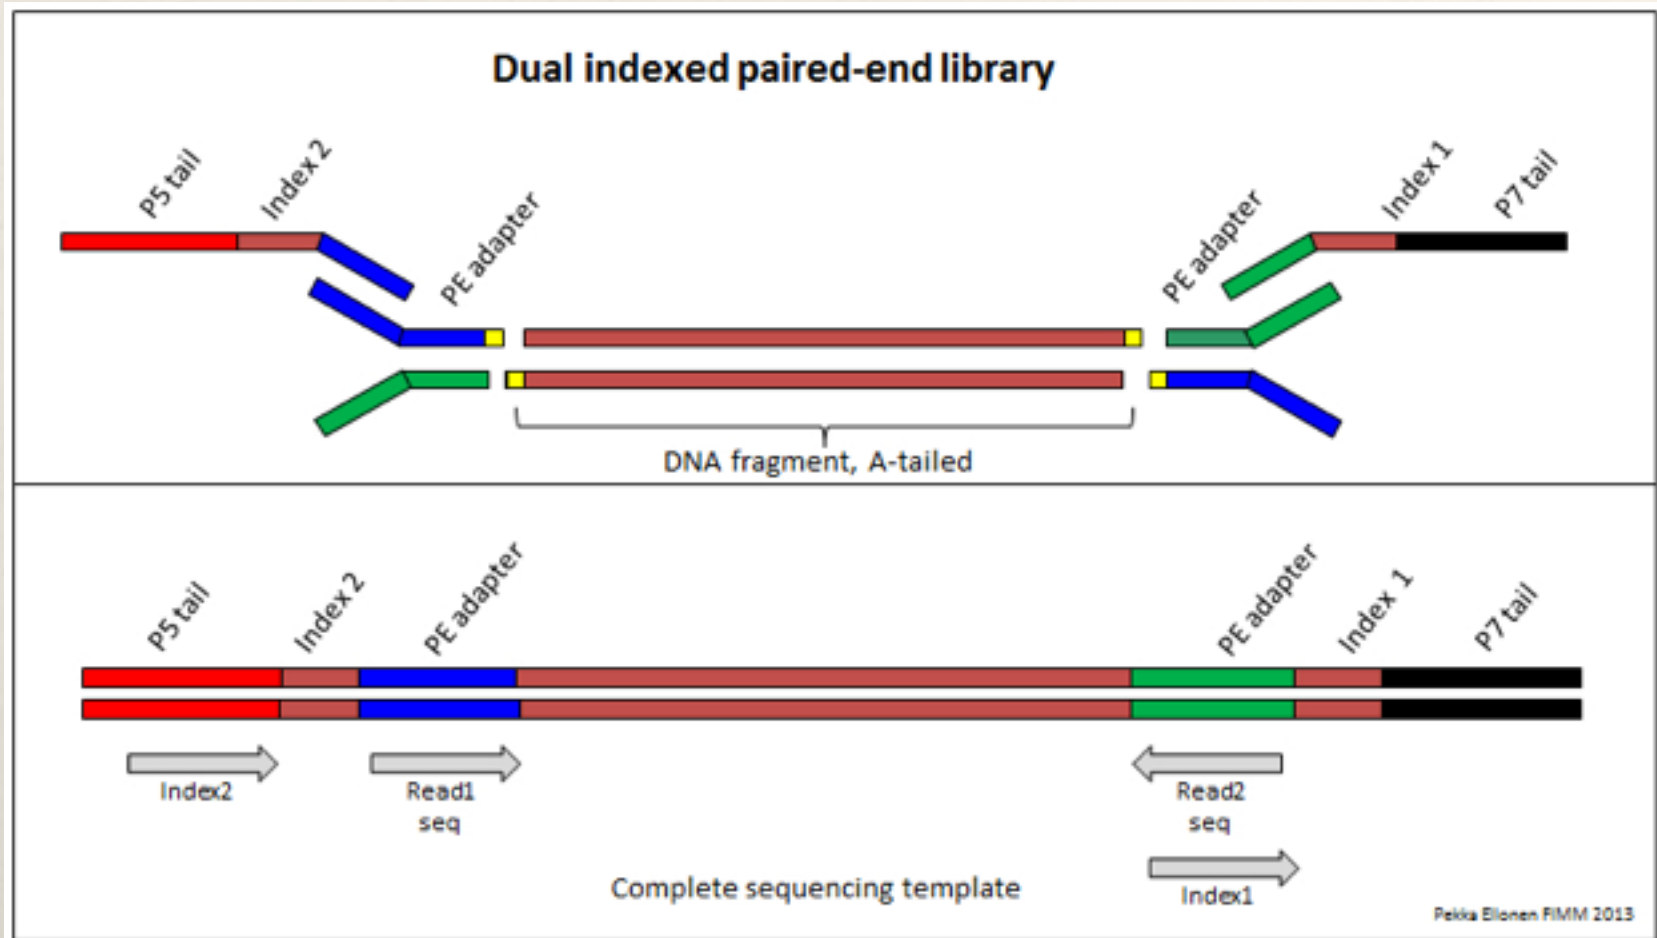 Dual indexed paired-end library
P5 tail
Index 2
PE adapter
PE adapter
Index 1
P7 tail
DNA fragment, A-tailed
P5 tail
Index 2
PE adapter
PE adapter
Index 1
P7 tail
Index2
Read1
seq
Read2
seq
Index1
Complete sequencing template
Pekka Ellonen FIMM 2013